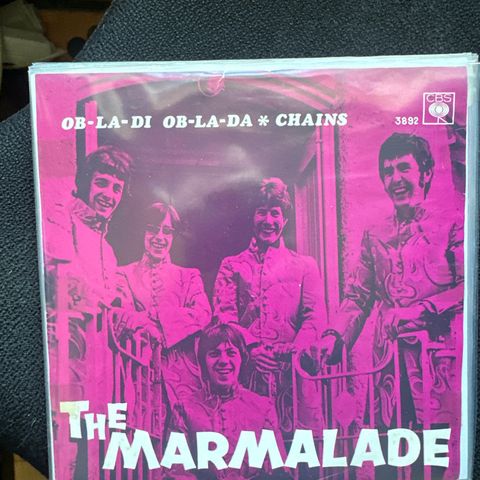 CBS
OB-LA-DI OB-LA-DA * CHAINS
3892
THE
MARMALADE